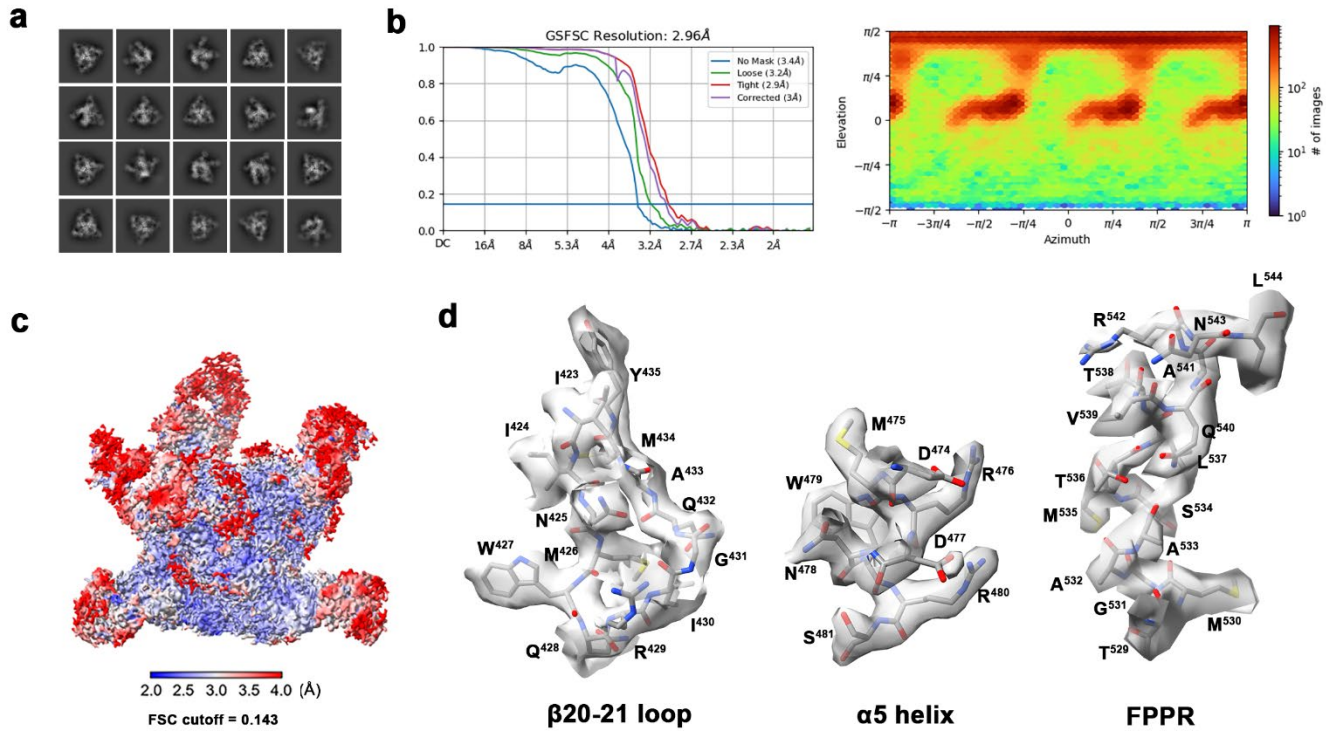 a
b
GSFSC Resolution: 2.96Å
1.0
0.8
0.6
0.4
0.2
0.0
DC
16Å
8Å
5.3Å
4Å
3.2Å
2.7Å
2.3Å
2Å
No Mask (3.4Å)
Loose (3.2Å)
Tight (2.9Å)
Corrected (3Å)
Elevation
π/2
π/4
0
−π/4
−π/2
−π
−3π/4
−π/2
−π/4
0
π/4
π/2
3π/4
π
Azimuth
10²
10¹
10⁰
# of images
c
2.0 2.5 3.0 3.5 4.0 (Å)
FSC cutoff = 0.143
d
I⁴²³
Y⁴³⁵
I⁴²⁴
M⁴³⁴
A⁴³³
Q⁴³²
N⁴²⁵
W⁴²⁷
M⁴²⁶
G⁴³¹
I⁴³⁰
Q⁴²⁸
R⁴²⁹
β20-21 loop
M⁴⁷⁵
D⁴⁷⁴
R⁴⁷⁶
W⁴⁷⁹
D⁴⁷⁷
N⁴⁷⁸
R⁴⁸⁰
S⁴⁸¹
α5 helix
L⁵⁴⁴
R⁵⁴²
N⁵⁴³
T⁵³⁸
A⁵⁴¹
V⁵³⁹
Q⁵⁴⁰
L⁵³⁷
T⁵³⁶
M⁵³⁵
S⁵³⁴
A⁵³³
A⁵³²
G⁵³¹
M⁵³⁰
T⁵²⁹
FPPR